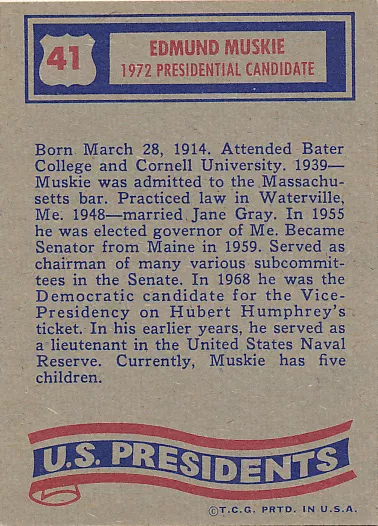 41
EDMUND MUSKIE
1972 PRESIDENTIAL CANDIDATE
Born March 28, 1914. Attended Bater
College and Cornell University. 1939—
Muskie was admitted to the Massachu-
setts bar. Practiced law in Waterville,
Me. 1948—married Jane Gray. In 1955
he was elected governor of Me. Became
Senator from Maine in 1959. Served as
chairman of many various subcommit-
tees in the Senate. In 1968 he was the
Democratic candidate for the Vice-
Presidency on Hubert Humphrey's
ticket. In his earlier years, he served as
a lieutenant in the United States Naval
Reserve. Currently, Muskie has five
children.
U.S. PRESIDENTS
©T.C.G. PRTD. IN U.S.A.